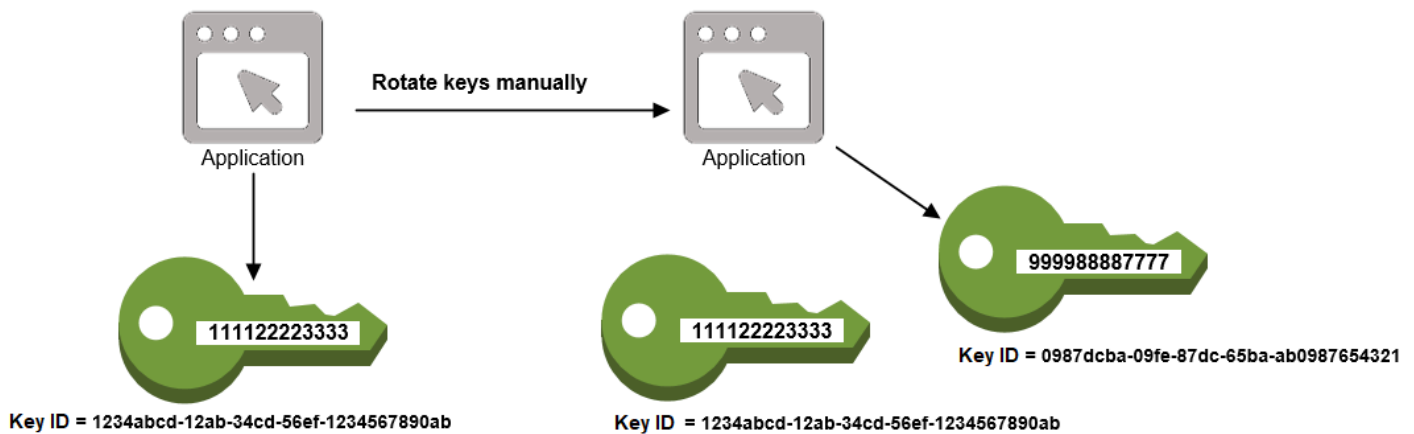 Rotate keys manually
Application
Application
999988887777
111122223333
111122223333
Key ID = 0987dcba-09fe-87dc-65ba-ab0987654321
Key ID = 1234abcd-12ab-34cd-56ef-1234567890ab
Key ID = 1234abcd-12ab-34cd-56ef-1234567890ab